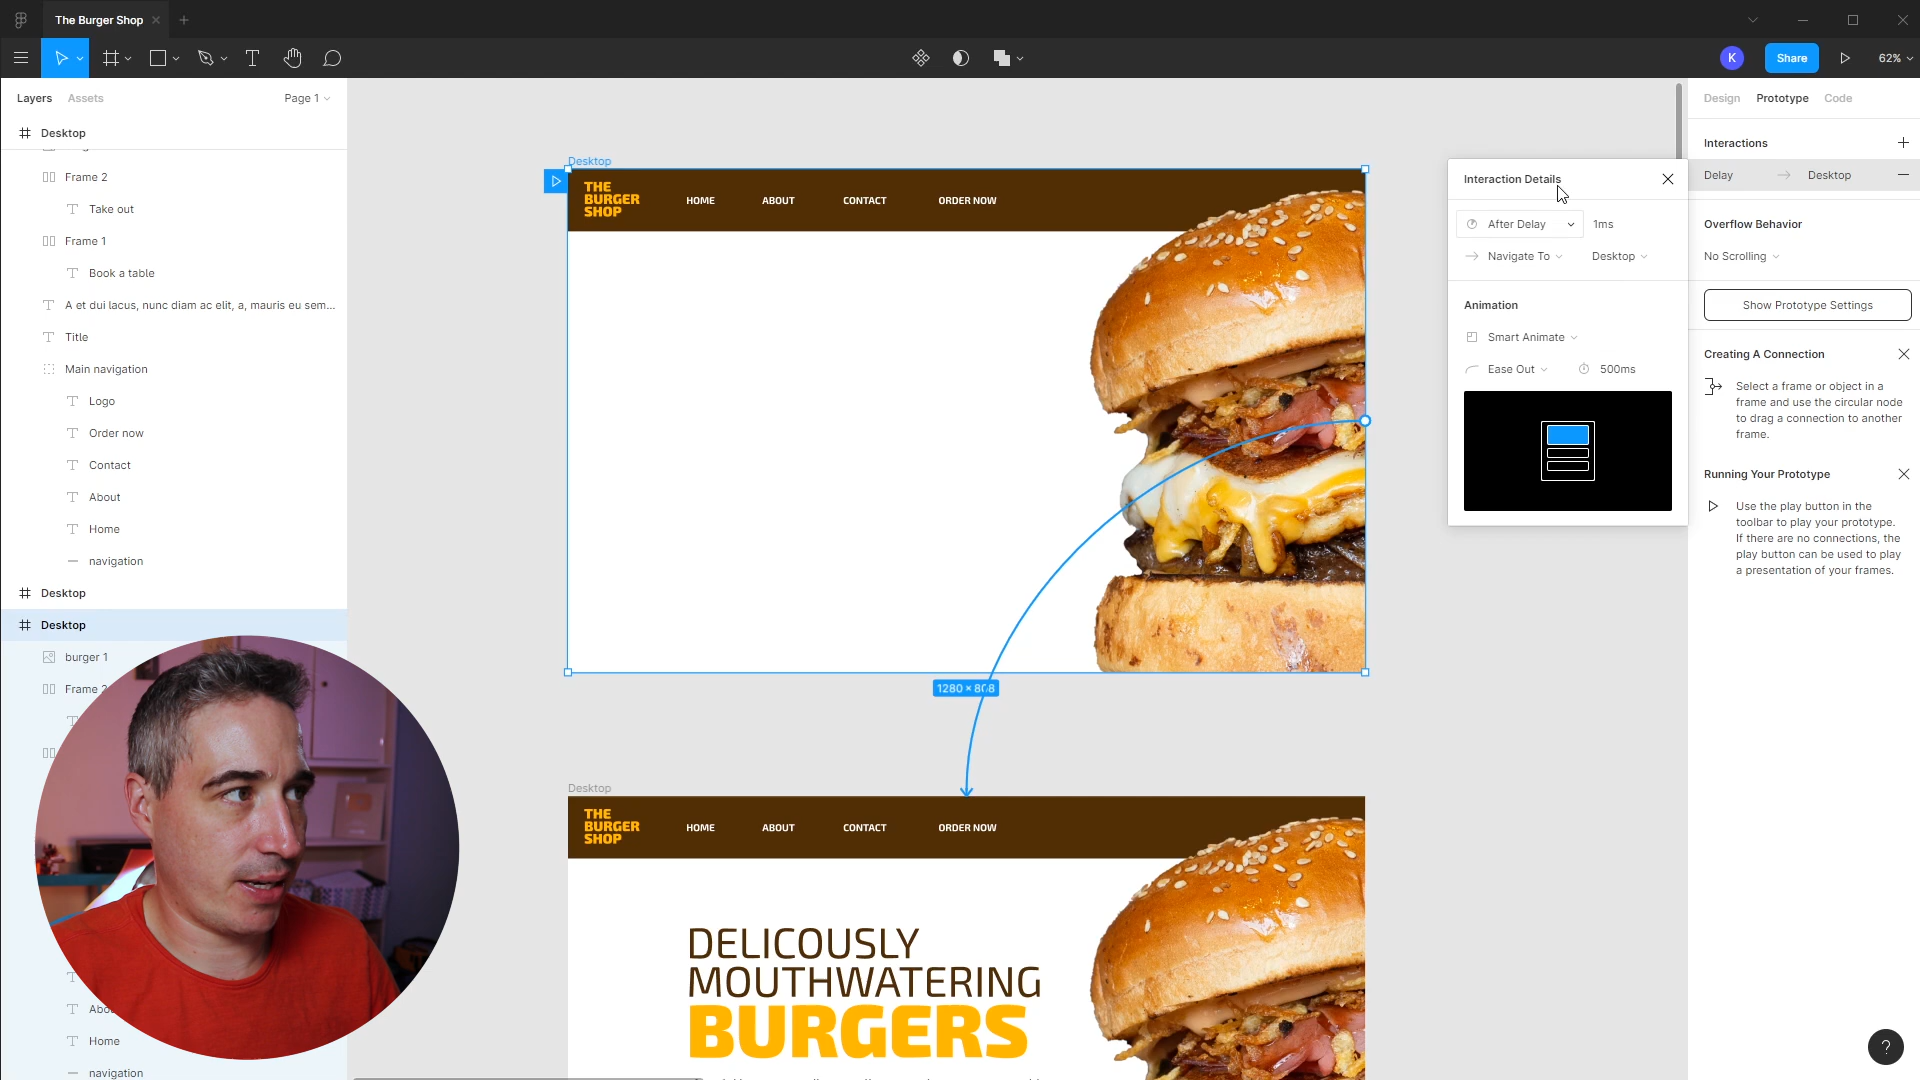 The Burger Shop
K
Share
62%
Layers
Assets
Page 1
Desktop
Frame 2
Take out
Frame 1
Book a table
A et dui lacus, nunc diam ac elit, a, mauris eu sem...
Title
Main navigation
Logo
Order now
Contact
About
Home
navigation
Desktop
Desktop
burger 1
Frame 2
Home
navigation
Desktop
THE
BURGER
SHOP
HOME
ABOUT
CONTACT
ORDER NOW
1280 × 808
Desktop
THE
BURGER
SHOP
HOME
ABOUT
CONTACT
ORDER NOW
DELICOUSLY
MOUTHWATERING
BURGERS
Interaction Details
After Delay
1ms
Navigate To
Desktop
Animation
Smart Animate
Ease Out
500ms
Design
Prototype
Code
Interactions
Delay
Desktop
Overflow Behavior
No Scrolling
Show Prototype Settings
Creating A Connection
Select a frame or object in a
frame and use the circular node
to drag a connection to another
frame.
Running Your Prototype
Use the play button in the
toolbar to play your prototype.
If there are no connections, the
play button can be used to play
a presentation of your frames.
?